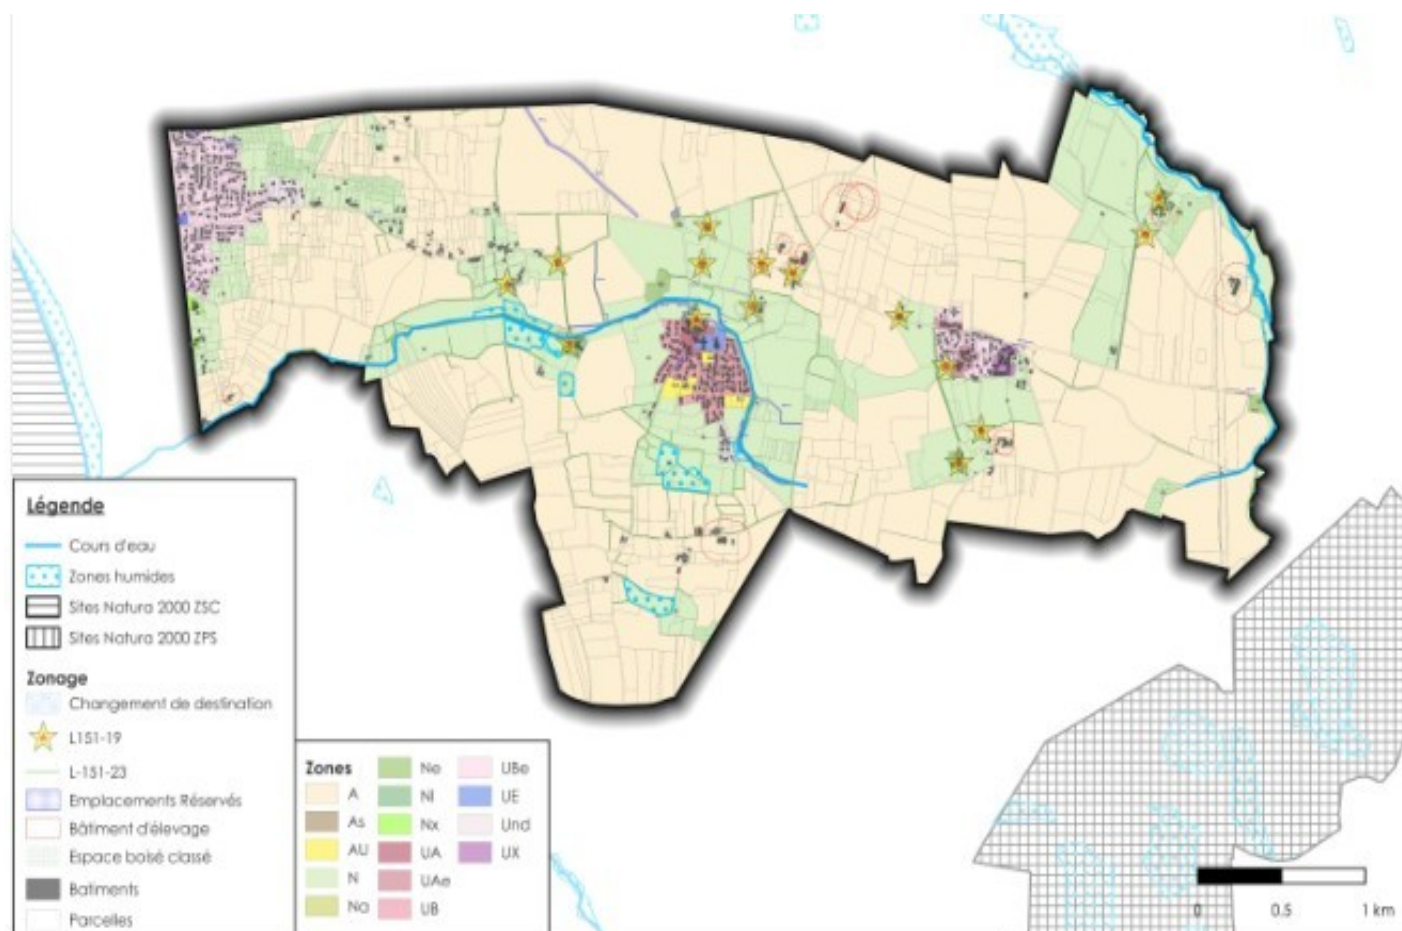 Légende
Cours d'eau
Zones humides
Sites Natura 2000 ZSC
Sites Natura 2000 ZPS
Zonage
Changement de destination
L151-19
L-151-23
Emplacements Réservés
Bâtiment d'élevage
Espace boisé classé
Batiments
Parcelles
Zones
A
As
AU
N
Na
Ne
Nl
Nx
UA
UAe
UB
UBe
UE
Und
UX
0 0.5 1 km